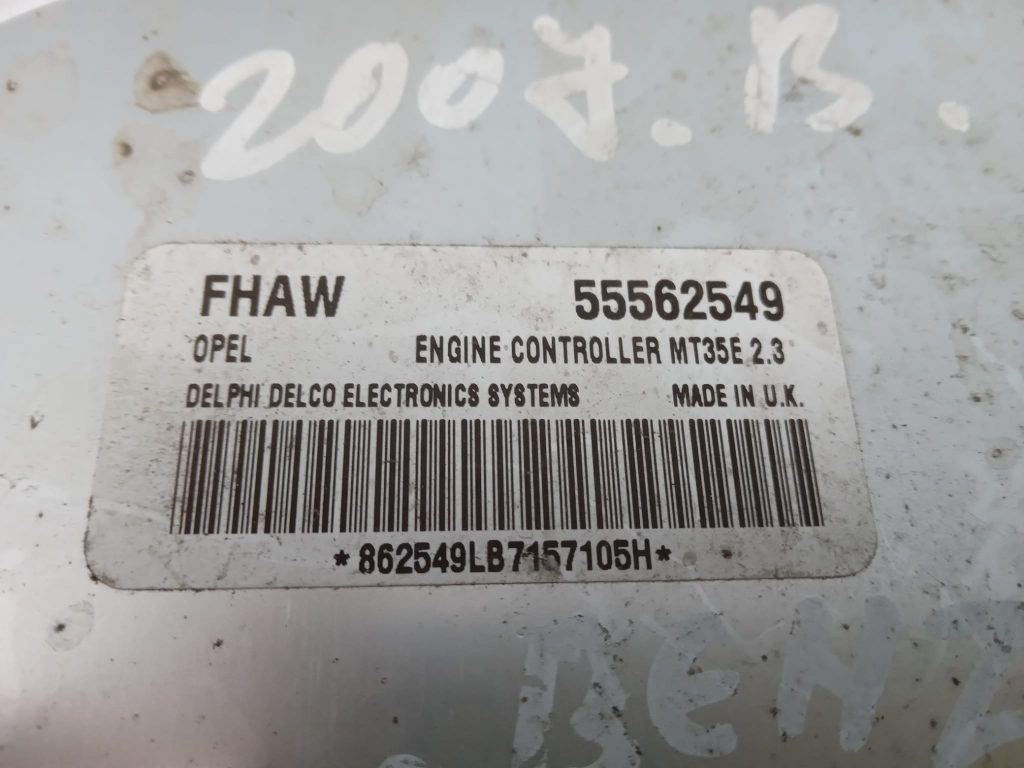 2007.B.
FHAW 55562549
OPEL ENGINE CONTROLLER MT35E 2.3
DELPHI DELCO ELECTRONICS SYSTEMS MADE IN U.K.
*862549LB7157105H*